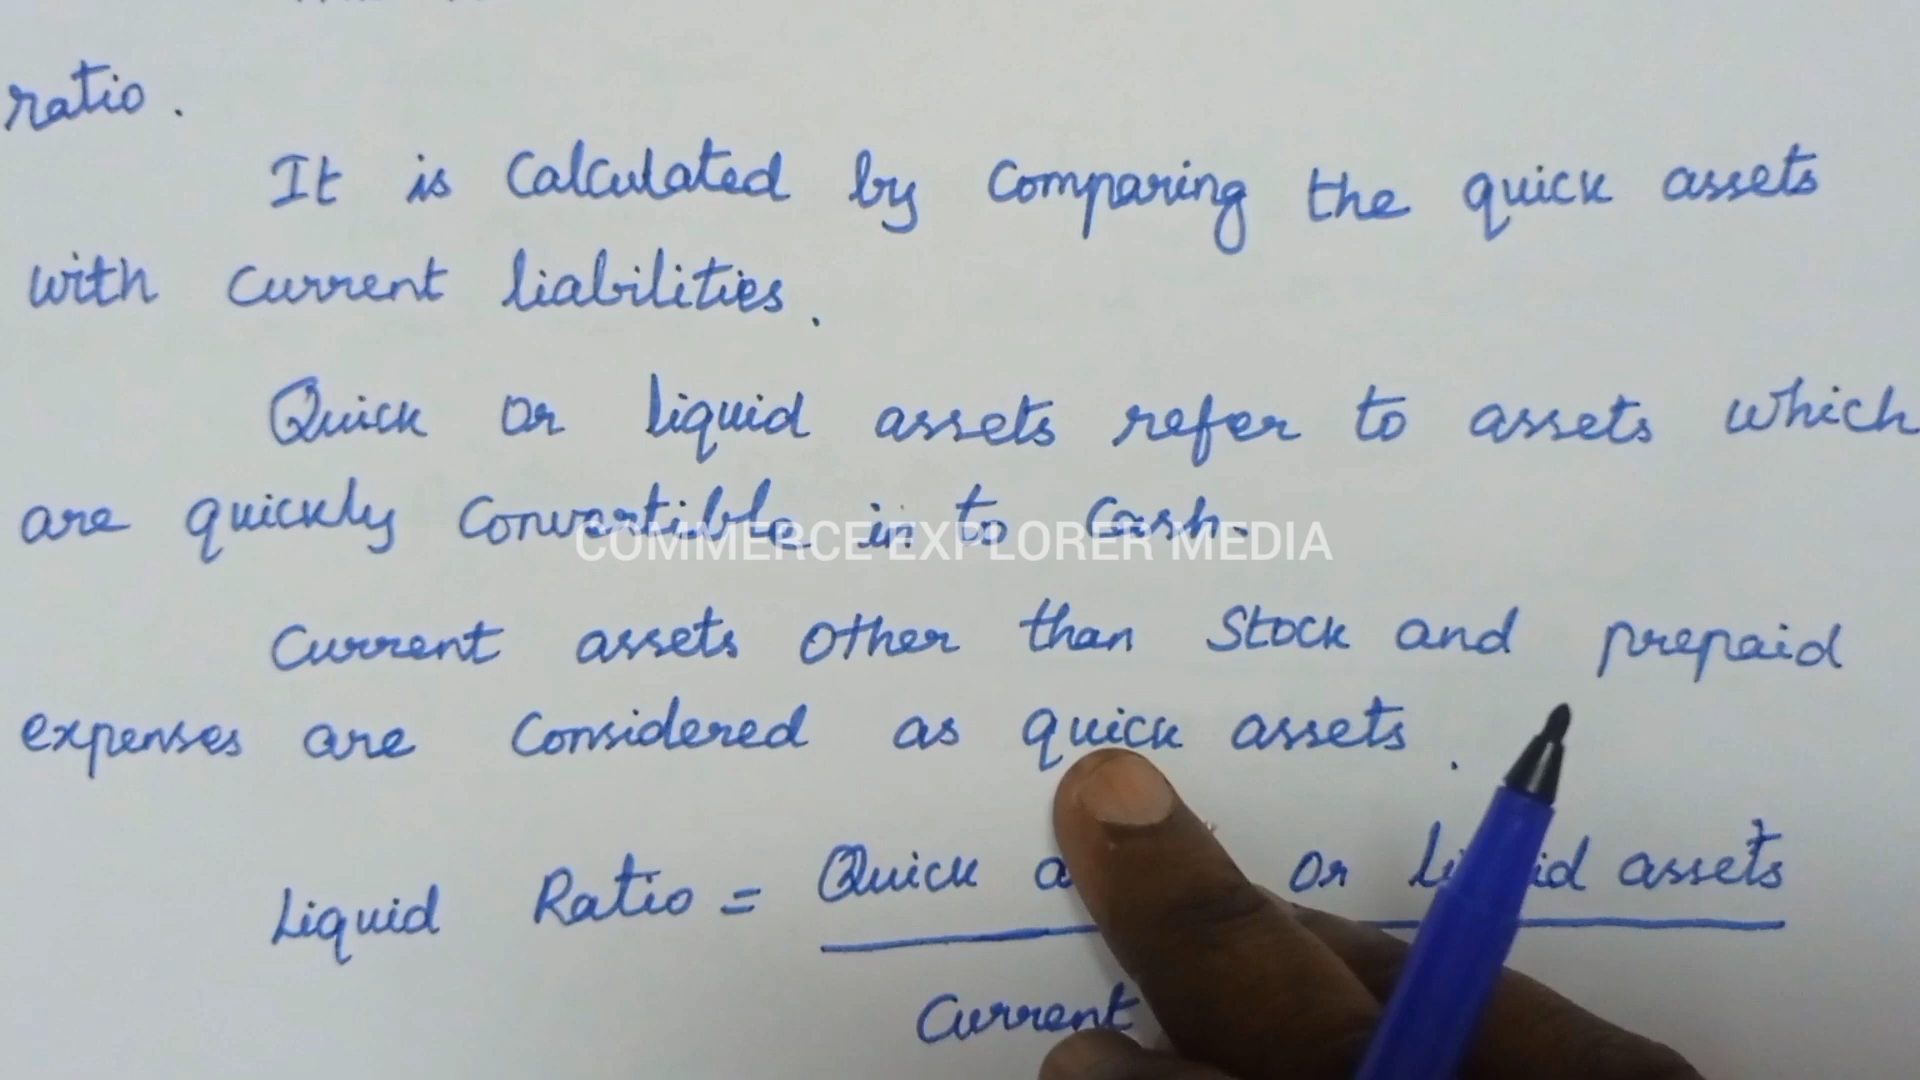 ratio.
It is Calculated by Comparing the quick assets
with Current liabilities.
Quick or liquid assets refer to assets which
are quickly Convertible in to Cash.
COMMERCE EXPLORER MEDIA
Current assets other than Stock and prepaid
expenses are Considered as quick assets.
Liquid Ratio = Quick or assets
Current